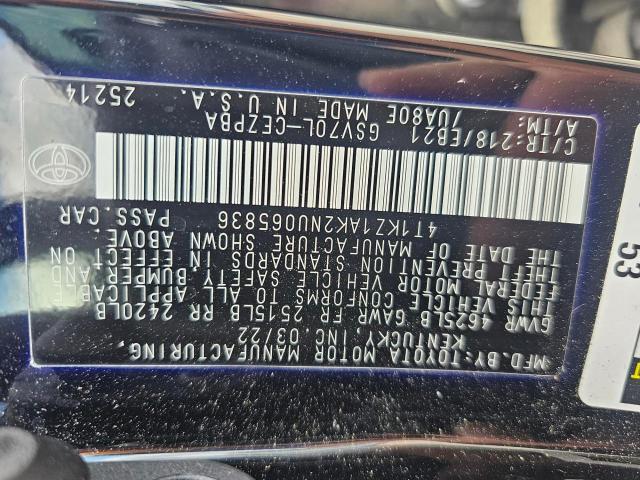 MFD.BY:TOYOTA MOTOR MANUFACTURING,
KENTUCKY, INC 03/22
GVWR 4625LB GAWR FR 2515LB RR 2420LB
THIS VEHICLE CONFORMS TO ALL APPLICABLE
FEDERAL MOTOR VEHICLE SAFETY BUMPER,AND
THEFT PREVENTION STANDARDS IN EFFECT ON
THE DATE OF MANUFACTURE SHOWN ABOVE.
4T1KZ1AK2NU065836 PASS.CAR
C/TR:218/EB21 GSV70L-CEZPBA
A/TM: /UA80E MADE IN U.S.A. 25214
53